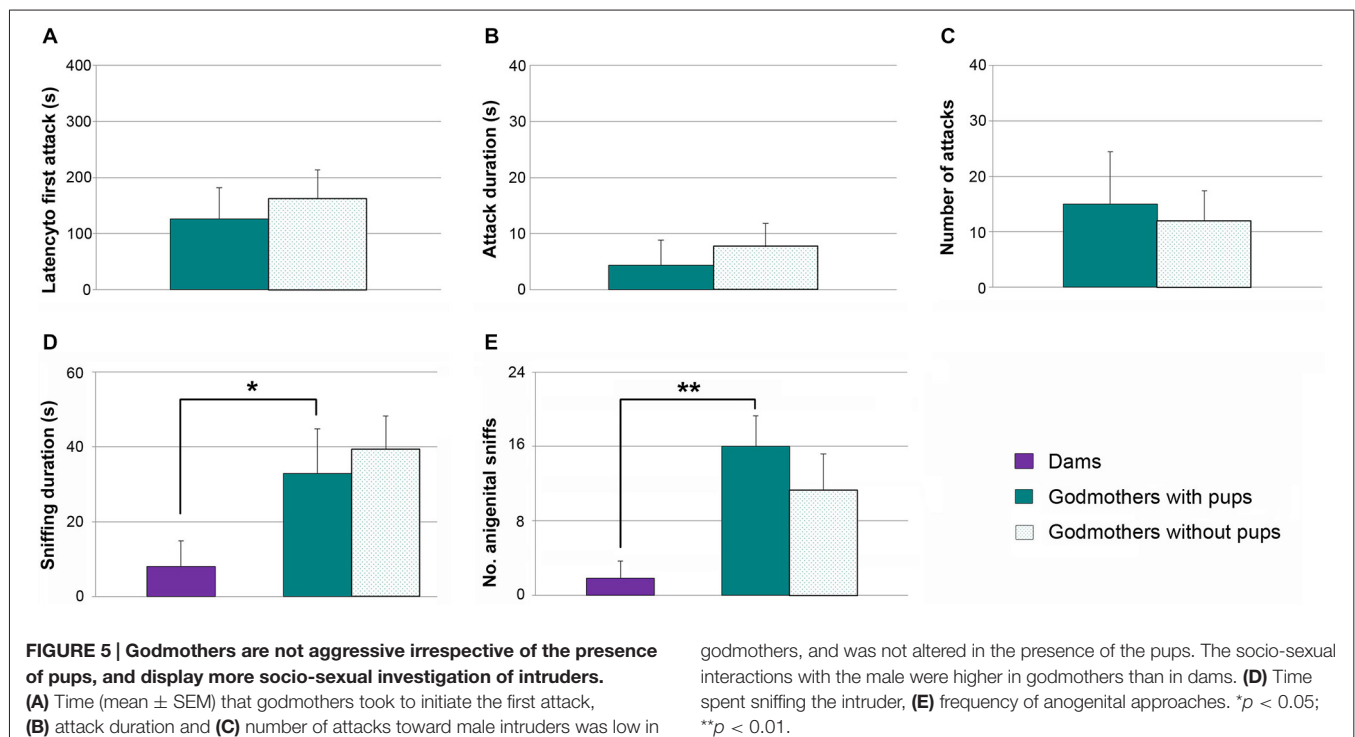 A
Latencyto first attack (s)
400
300
200
100
0
B
Attack duration (s)
40
30
20
10
0
C
Number of attacks
40
30
20
10
0
D
Sniffing duration (s)
60
40
20
0
*
E
No. anigenital sniffs
24
16
8
0
**
Dams
Godmothers with pups
Godmothers without pups
FIGURE 5 | Godmothers are not aggressive irrespective of the presence
of pups, and display more socio-sexual investigation of intruders.
(A) Time (mean ± SEM) that godmothers took to initiate the first attack,
(B) attack duration and (C) number of attacks toward male intruders was low in
godmothers, and was not altered in the presence of the pups. The socio-sexual
interactions with the male were higher in godmothers than in dams. (D) Time
spent sniffing the intruder, (E) frequency of anogenital approaches. *p < 0.05;
**p < 0.01.